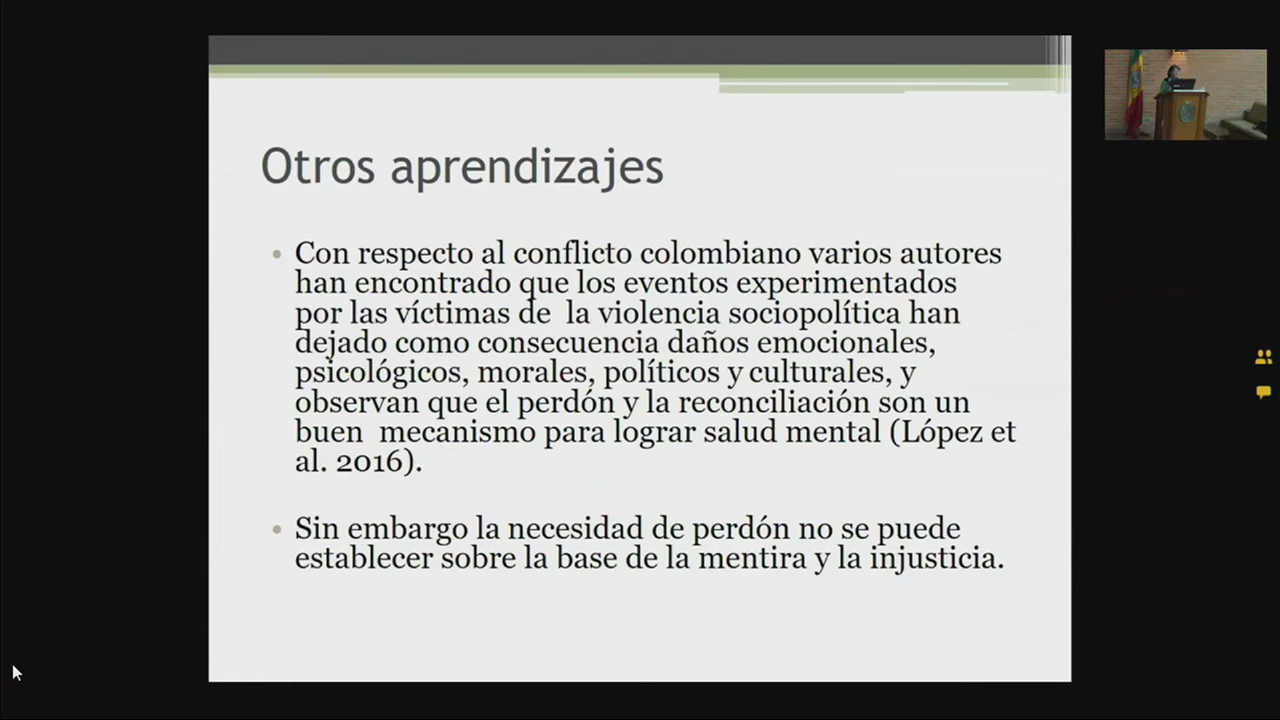 Otros aprendizajes
• Con respecto al conflicto colombiano varios autores
han encontrado que los eventos experimentados
por las víctimas de  la violencia sociopolítica han
dejado como consecuencia daños emocionales,
psicológicos, morales, políticos y culturales, y
observan que el perdón y la reconciliación son un
buen  mecanismo para lograr salud mental (López et
al. 2016).
• Sin embargo la necesidad de perdón no se puede
establecer sobre la base de la mentira y la injusticia.